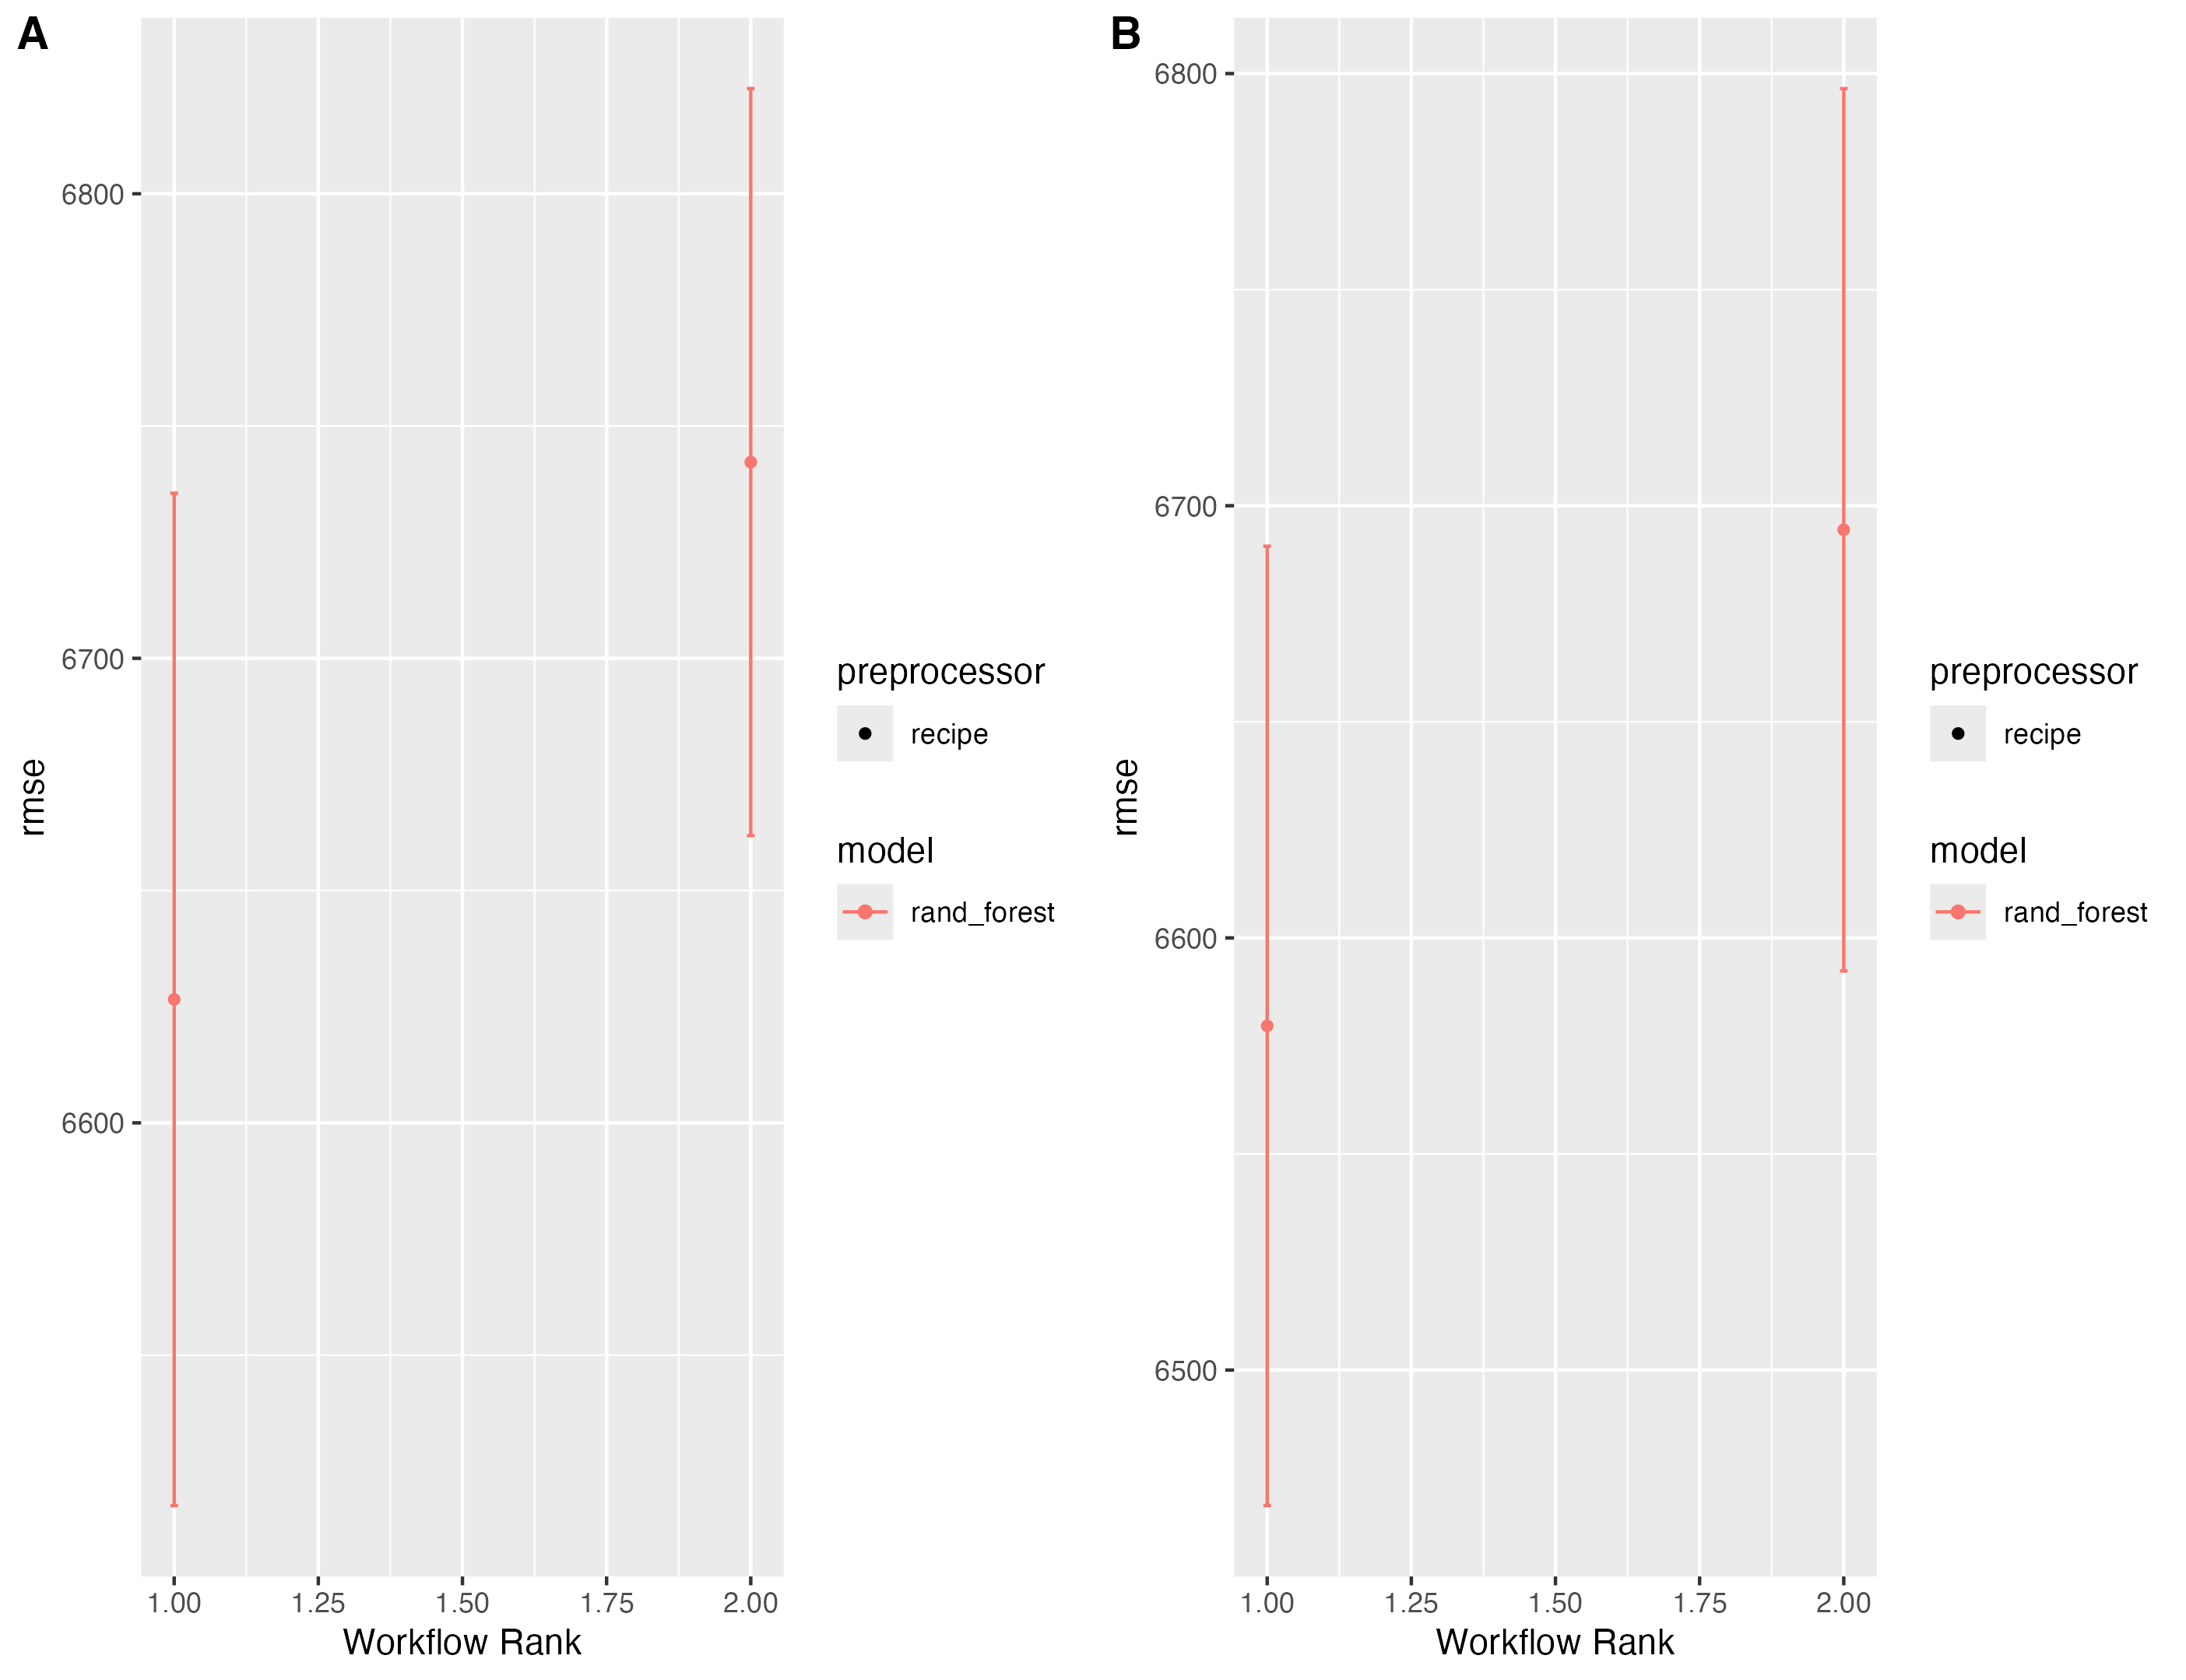 A
6800
6700
6600
rmse
1.00 1.25 1.50 1.75 2.00
Workflow Rank
preprocessor
recipe
model
rand_forest
B
6800
6700
6600
6500
rmse
1.00 1.25 1.50 1.75 2.00
Workflow Rank
preprocessor
recipe
model
rand_forest